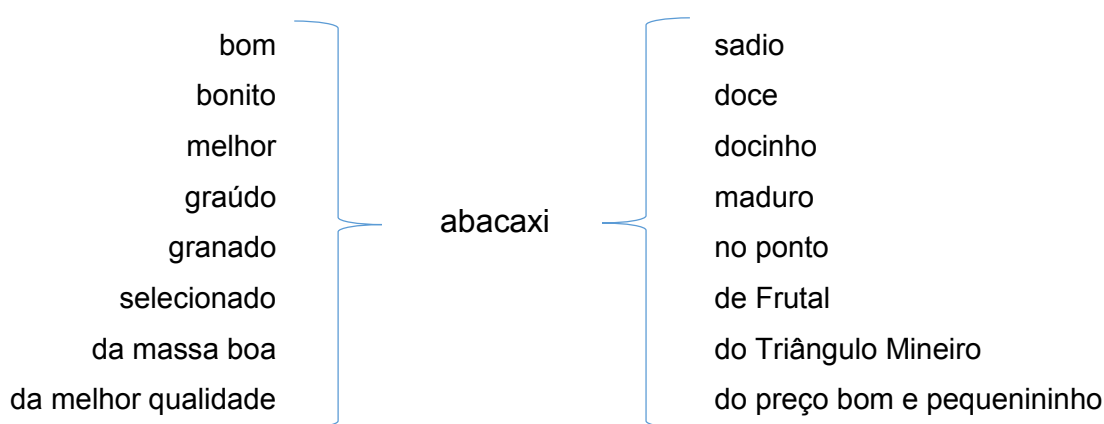 bom
bonito
melhor
graúdo
granado
selecionado
da massa boa
da melhor qualidade
abacaxi
sadio
doce
docinho
maduro
no ponto
de Frutal
do Triângulo Mineiro
do preço bom e pequenininho